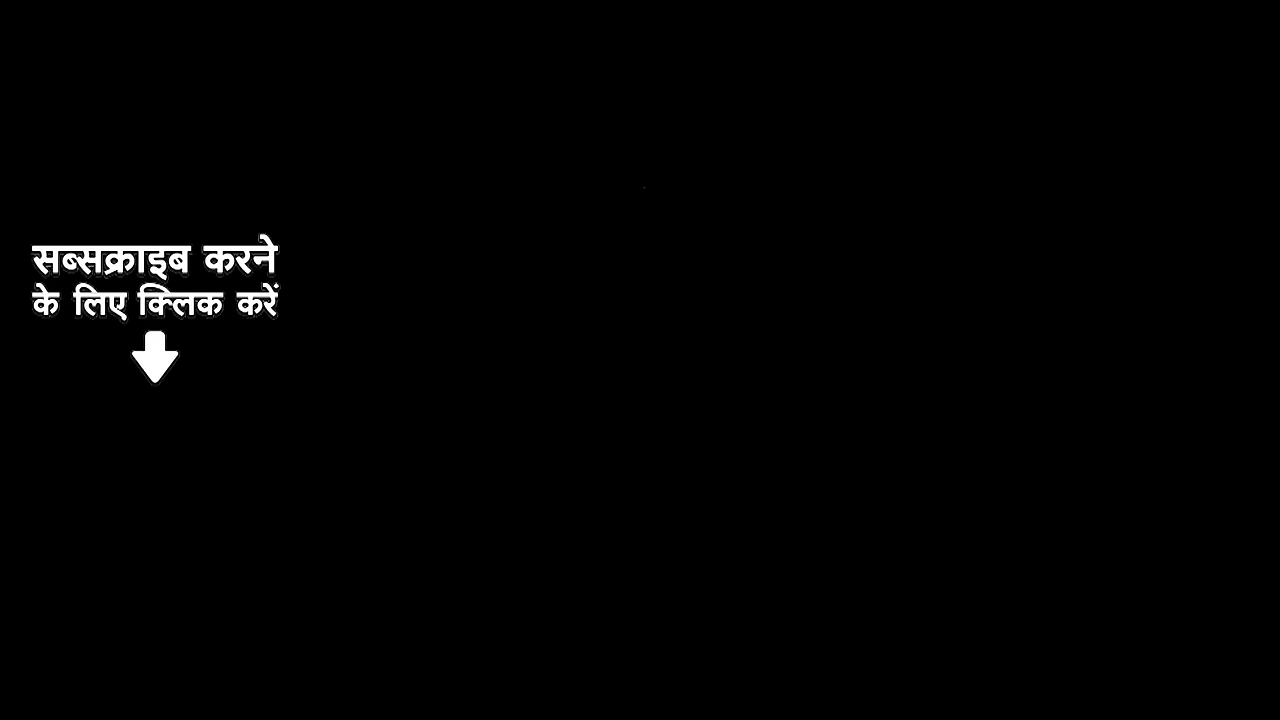 सब्सक्राइब करने
के लिए क्लिक करें